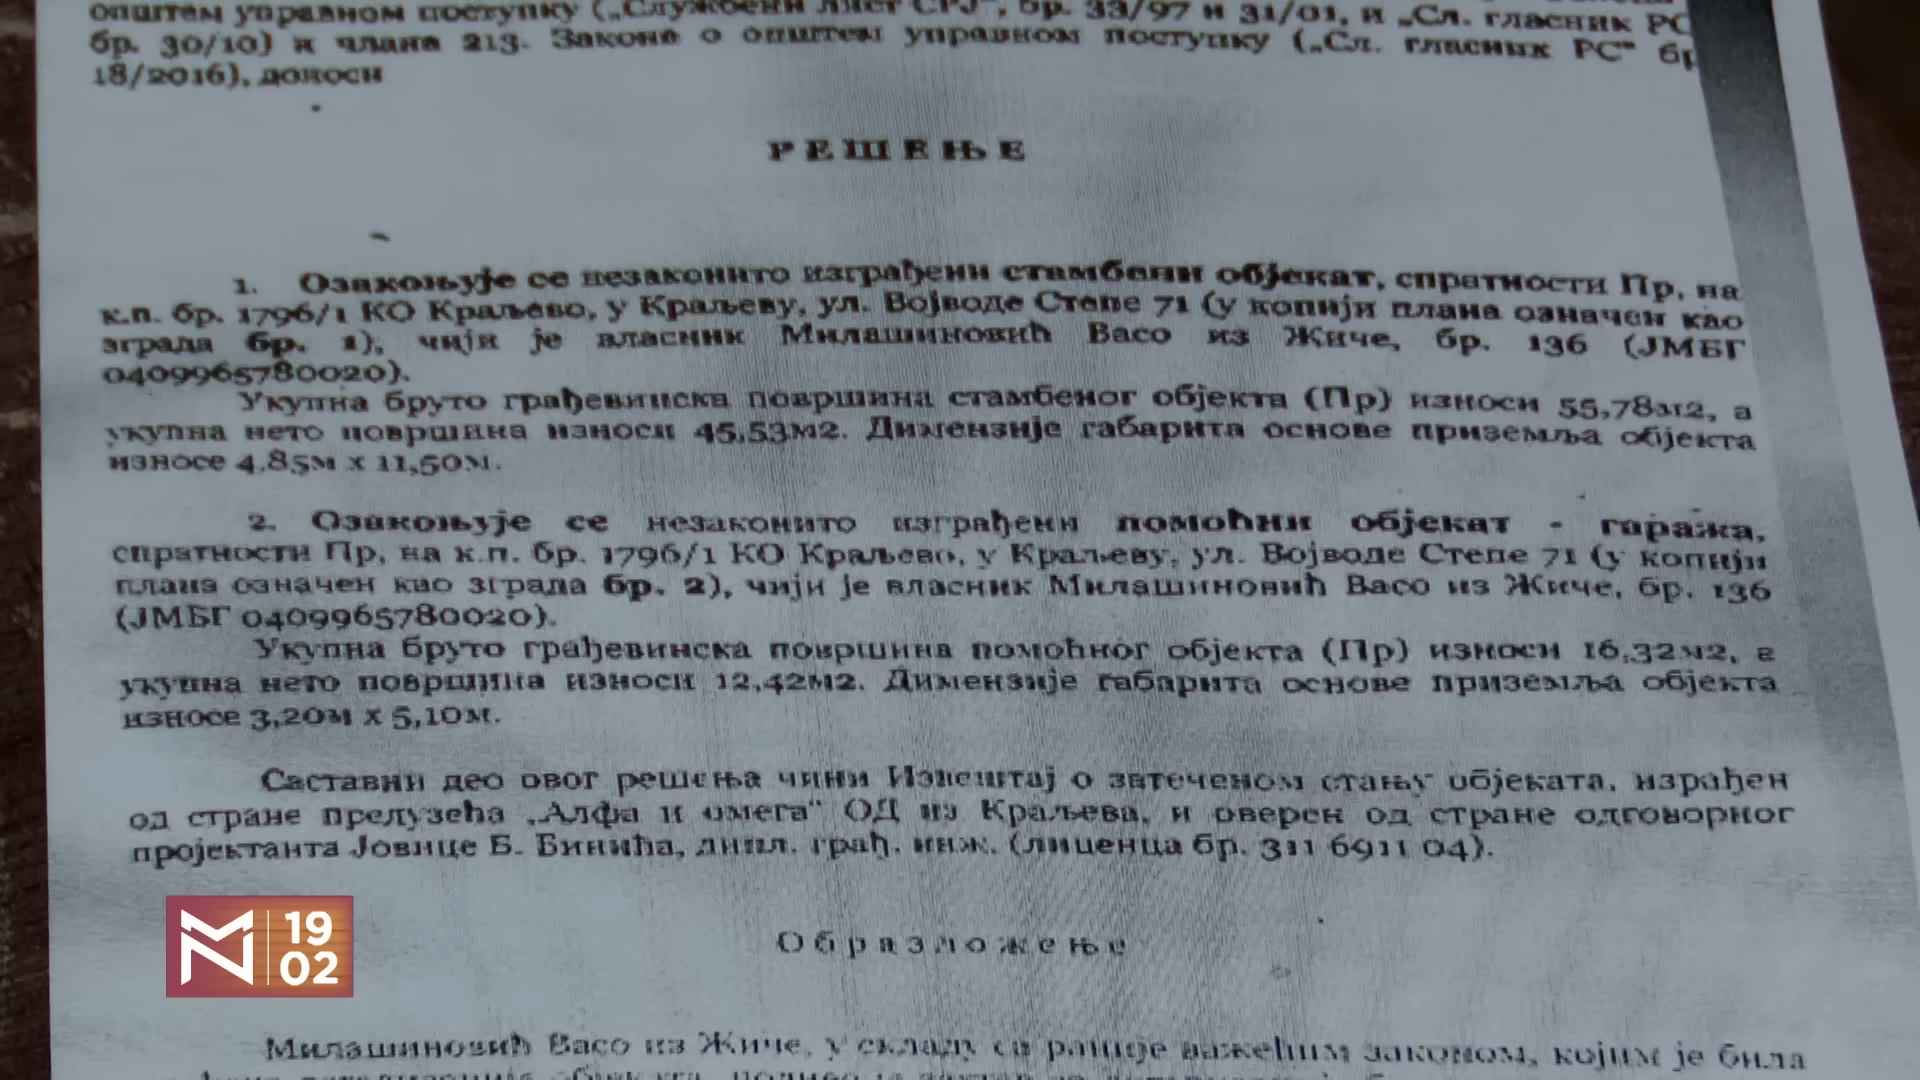 општем управном поступку („Службени лист СРЈ", бр. 33/97 и 31/01, и „Сл. гласник РС
бр. 30/10) и члана 213. Закона о општем управном поступку („Сл. гласник РС" бр
18/2016), доноси
Р Е Ш Е Њ Е
1. Озакоњује се незаконито изграђени стамбени објекат, спратности Пр, на
к.п. бр. 1796/1 КО Краљево, у Краљеву, ул. Војводе Степе 71 (у копији плана означен као
зграда бр. 1), чији је власник Милашиновић Васо из Жиче, бр. 136 (ЈМБГ
0409965780020).
Укупна бруто грађевинска површина стамбеног објекта (Пр) износи 55,78м2, а
укупна нето површина износи 45,53м2. Димензије габарита основе приземља објекта
износе 4,85м х 11,50м.
2. Озакоњује се незаконито изграђени помоћни објекат - гаража,
спратности Пр, на к.п. бр. 1796/1 КО Краљево, у Краљеву, ул. Војводе Степе 71 (у копији
плана означен као зграда бр. 2), чији је власник Милашиновић Васо из Жиче, бр. 136
(ЈМБГ 0409965780020).
Укупна бруто грађевинска површина помоћног објекта (Пр) износи 16,32м2, а
укупна нето површина износи 12,42м2. Димензије габарита основе приземља објекта
износе 3,20м х 5,10м.
Саставни део овог решења чини Извештај о затеченом стању објеката, израђен
од стране предузећа „Алфа и омега" ОД из Краљева, и оверен од стране одговорног
пројектанта Јовице Б. Бинића, дипл. грађ. инж. (лиценца бр. 311 6911 04).
О б р а з л о ж е њ е
Милашиновић Васо из Жиче, у складу са раније важећим законом, којим је била
19
02